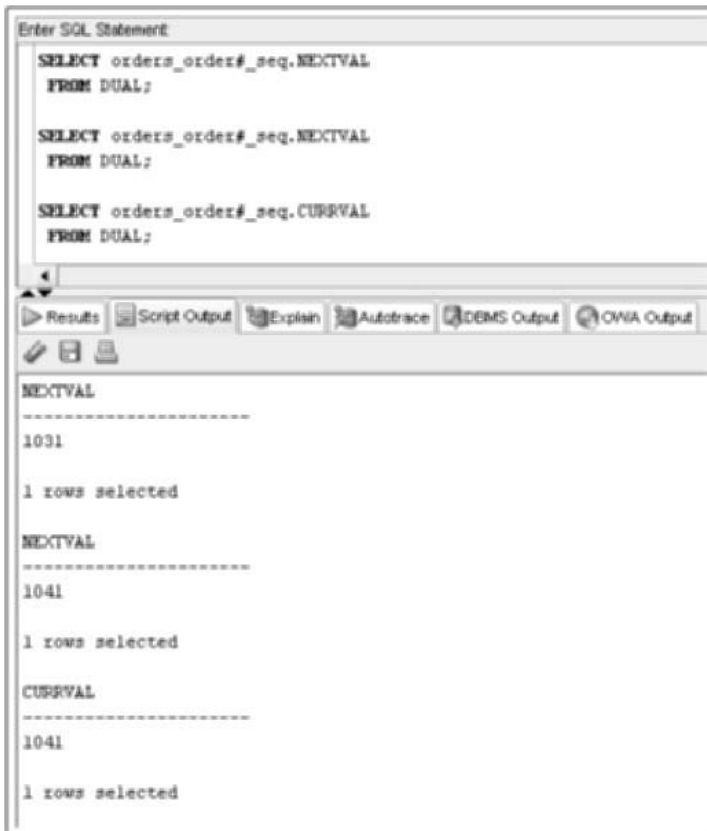 Enter SQL Statement:
SELECT orders_order#_seq.NEXTVAL
FROM DUAL;
SELECT orders_order#_seq.NEXTVAL
FROM DUAL;
SELECT orders_order#_seq.CURRVAL
FROM DUAL;
Results Script Output Explain Autotrace DBMS Output OWA Output
NEXTVAL
-----------------------
1031
1 rows selected
NEXTVAL
-----------------------
1041
1 rows selected
CURRVAL
-----------------------
1041
1 rows selected